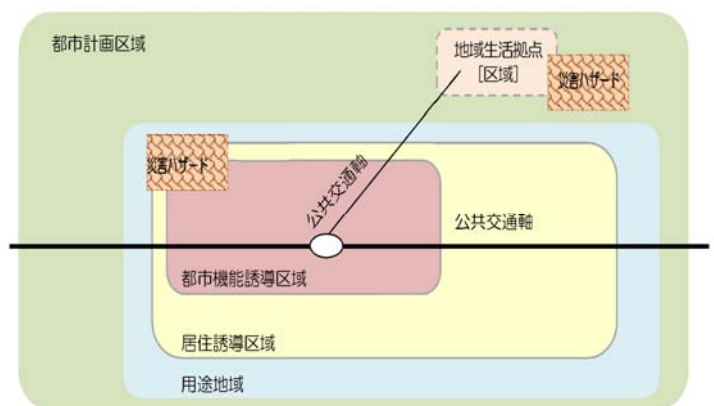 都市計画区域
地域生活拠点
[区域]
災害ハザード
災害ハザード
公共交通軸
公共交通軸
都市機能誘導区域
居住誘導区域
用途地域